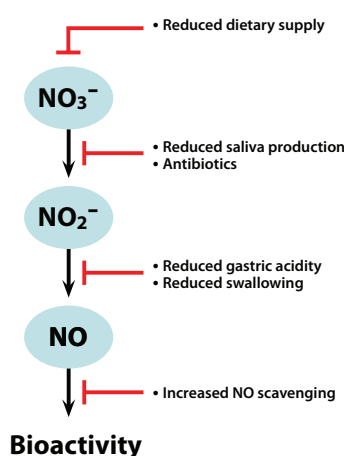 • Reduced dietary supply
NO₃⁻
• Reduced saliva production
• Antibiotics
NO₂⁻
• Reduced gastric acidity
• Reduced swallowing
NO
• Increased NO scavenging
Bioactivity